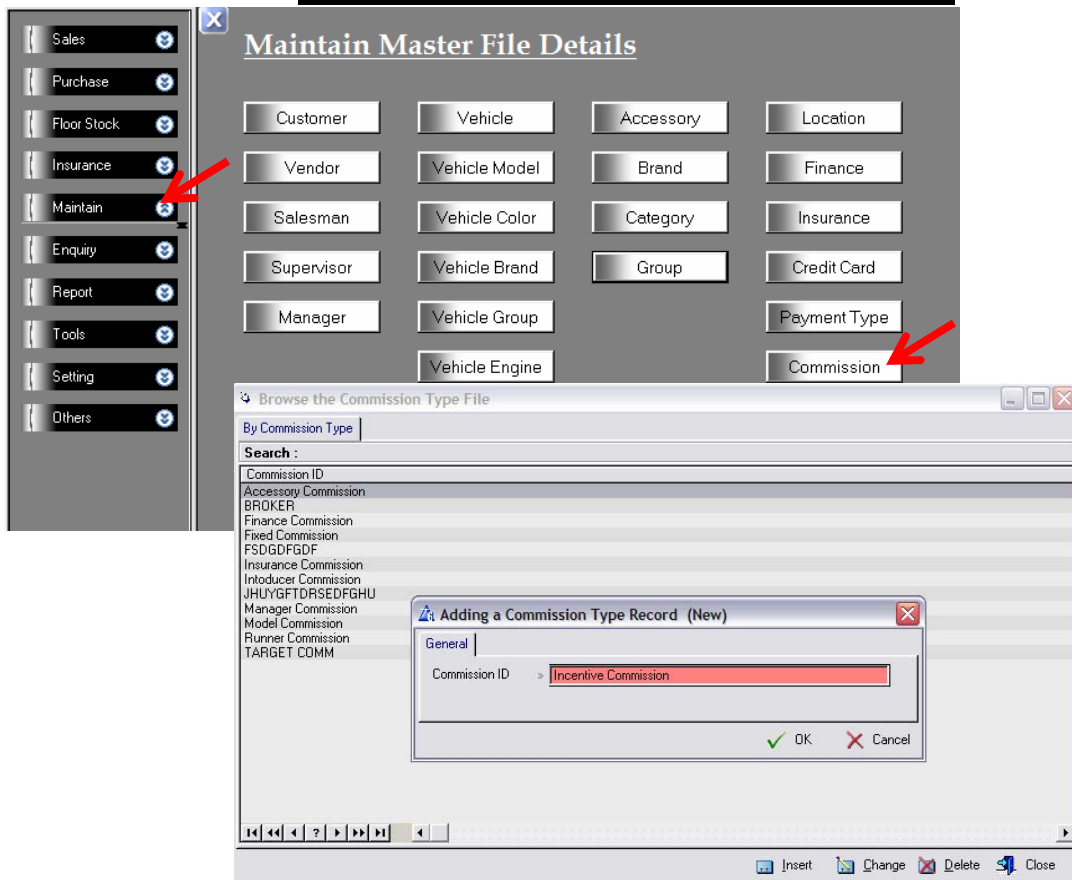 Sales
Purchase
Floor Stock
Insurance
Maintain
Enquiry
Report
Tools
Setting
Others
X
Maintain Master File Details
Customer Vehicle Accessory Location
Vendor Vehicle Model Brand Finance
Salesman Vehicle Color Category Insurance
Supervisor Vehicle Brand Group Credit Card
Manager Vehicle Group Payment Type
Vehicle Engine Commission
Browse the Commission Type File
By Commission Type
Search :
Commission ID
Accessory Commission
BROKER
Finance Commission
Fixed Commission
FSDGDFGDF
Insurance Commission
Intoducer Commission
JHUYGFTDRSEDFGHU
Manager Commission
Model Commission
Runner Commission
TARGET COMM
Adding a Commission Type Record (New)
General
Commission ID » Incentive Commission
OK Cancel
?
Insert Change Delete Close